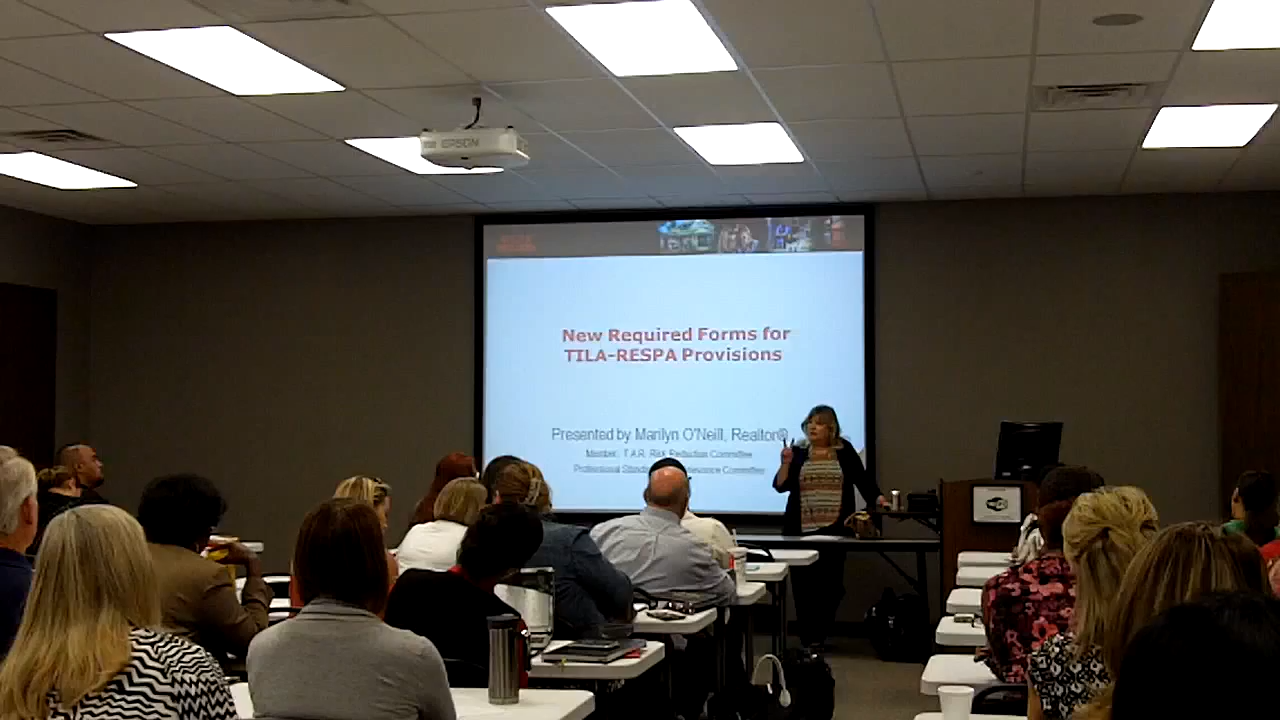 EPSON
New Required Forms for
TILA-RESPA Provisions
Presented by Marilyn O'Neill, Realtor®
Member, T.A.R. Risk Reduction Committee
Professional Standards Committee